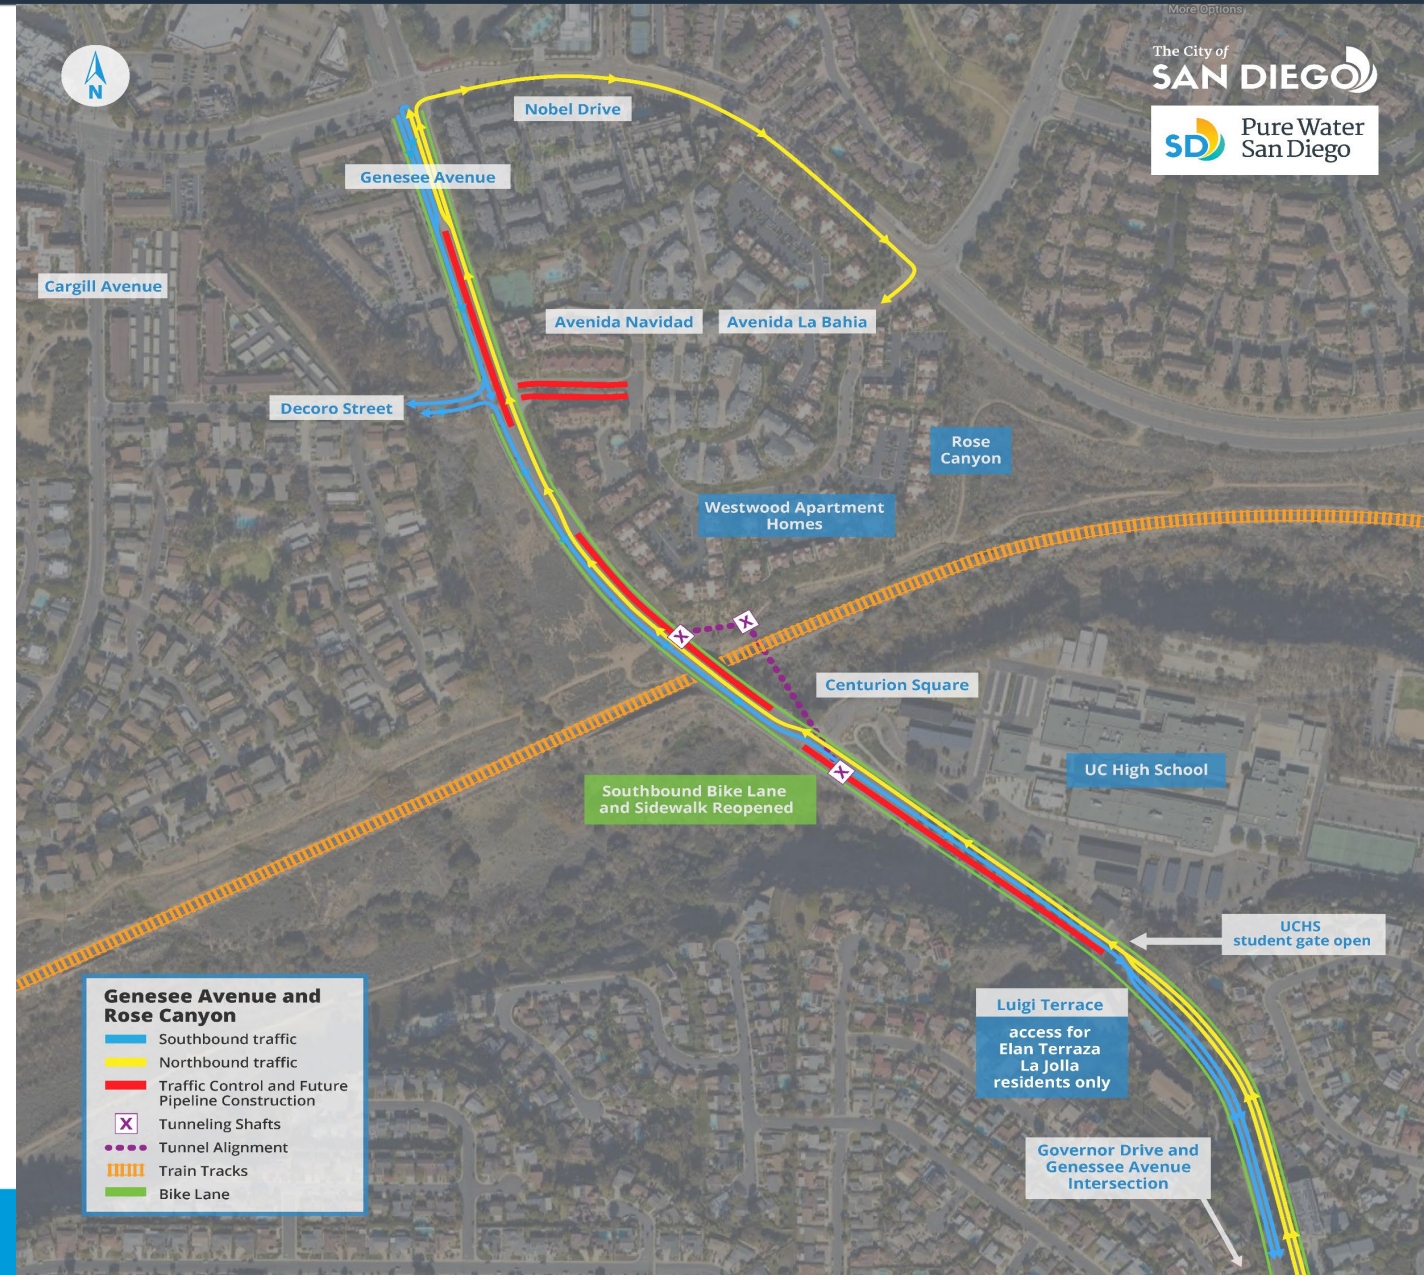 More Options
The City of
SAN DIEGO
SD
Pure Water
San Diego
N
Nobel Drive
Genesee Avenue
Cargill Avenue
Avenida Navidad
Avenida La Bahia
Decoro Street
Rose
Canyon
Westwood Apartment
Homes
X
X
Centurion Square
X
UC High School
Southbound Bike Lane
and Sidewalk Reopened
UCHS
student gate open
Luigi Terrace
access for
Elan Terraza
La Jolla
residents only
Governor Drive and
Genessee Avenue
Intersection
Genesee Avenue and
Rose Canyon
Southbound traffic
Northbound traffic
Traffic Control and Future
Pipeline Construction
X
Tunneling Shafts
Tunnel Alignment
Train Tracks
Bike Lane